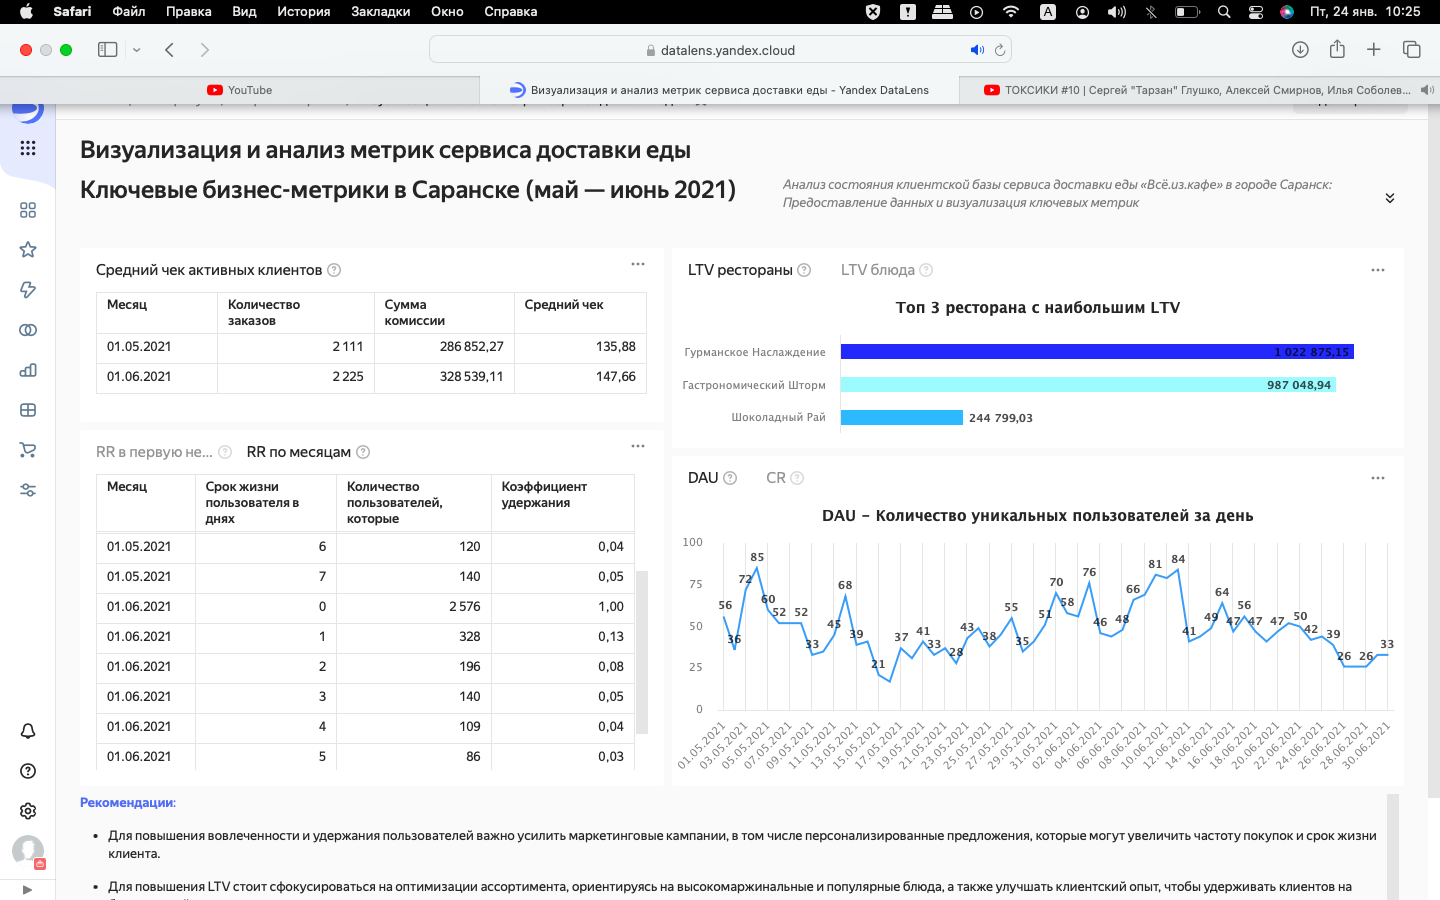 Safari Файл Правка Вид История Закладки Окно Справка
A
Пт, 24 янв. 10:25
datalens.yandex.cloud
YouTube
Визуализация и анализ метрик сервиса доставки еды - Yandex DataLens
ТОКСИКИ #10 | Сергей "Тарзан" Глушко, Алексей Смирнов, Илья Соболев...
Визуализация и анализ метрик сервиса доставки еды
Ключевые бизнес-метрики в Саранске (май — июнь 2021)
Анализ состояния клиентской базы сервиса доставки еды «Всё.из.кафе» в городе Саранск:
Предоставление данных и визуализация ключевых метрик
Средний чек активных клиентов ?
Месяц Количество заказов Сумма комиссии Средний чек
01.05.2021 2 111 286 852,27 135,88
01.06.2021 2 225 328 539,11 147,66
LTV рестораны ? LTV блюда ?
Топ 3 ресторана с наибольшим LTV
Гурманское Наслаждение 1 022 875,15
Гастрономический Шторм 987 048,94
Шоколадный Рай 244 799,03
RR в первую не... ? RR по месяцам ?
Месяц Срок жизни пользователя в днях Количество пользователей, которые Коэффициент удержания
01.05.2021 6 120 0,04
01.05.2021 7 140 0,05
01.06.2021 0 2 576 1,00
01.06.2021 1 328 0,13
01.06.2021 2 196 0,08
01.06.2021 3 140 0,05
01.06.2021 4 109 0,04
01.06.2021 5 86 0,03
DAU ? CR ?
DAU – Количество уникальных пользователей за день
100
75
50
25
0
56 36 72 85 60 52 52 33 45 68 39 21 37 41 33 28 43 38 55 35 51 70 58 76 46 48 66 81 84 41 49 64 47 56 47 47 50 42 39 26 26 33
01.05.2021 03.05.2021 05.05.2021 07.05.2021 09.05.2021 11.05.2021 13.05.2021 15.05.2021 17.05.2021 19.05.2021 21.05.2021 23.05.2021 25.05.2021 27.05.2021 29.05.2021 31.05.2021 02.06.2021 04.06.2021 06.06.2021 08.06.2021 10.06.2021 12.06.2021 14.06.2021 16.06.2021 18.06.2021 20.06.2021 22.06.2021 24.06.2021 26.06.2021 28.06.2021 30.06.2021
Рекомендации:
• Для повышения вовлеченности и удержания пользователей важно усилить маркетинговые кампании, в том числе персонализированные предложения, которые могут увеличить частоту покупок и срок жизни
клиента.
• Для повышения LTV стоит сфокусироваться на оптимизации ассортимента, ориентируясь на высокомаржинальные и популярные блюда, а также улучшать клиентский опыт, чтобы удерживать клиентов на